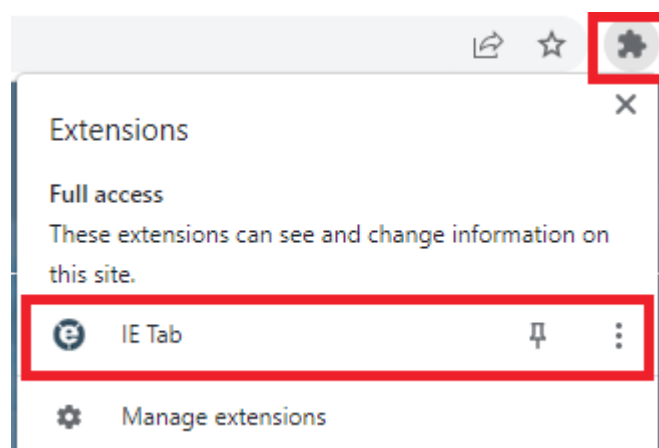 Extensions
Full access
These extensions can see and change information on
this site.
IE Tab
Manage extensions